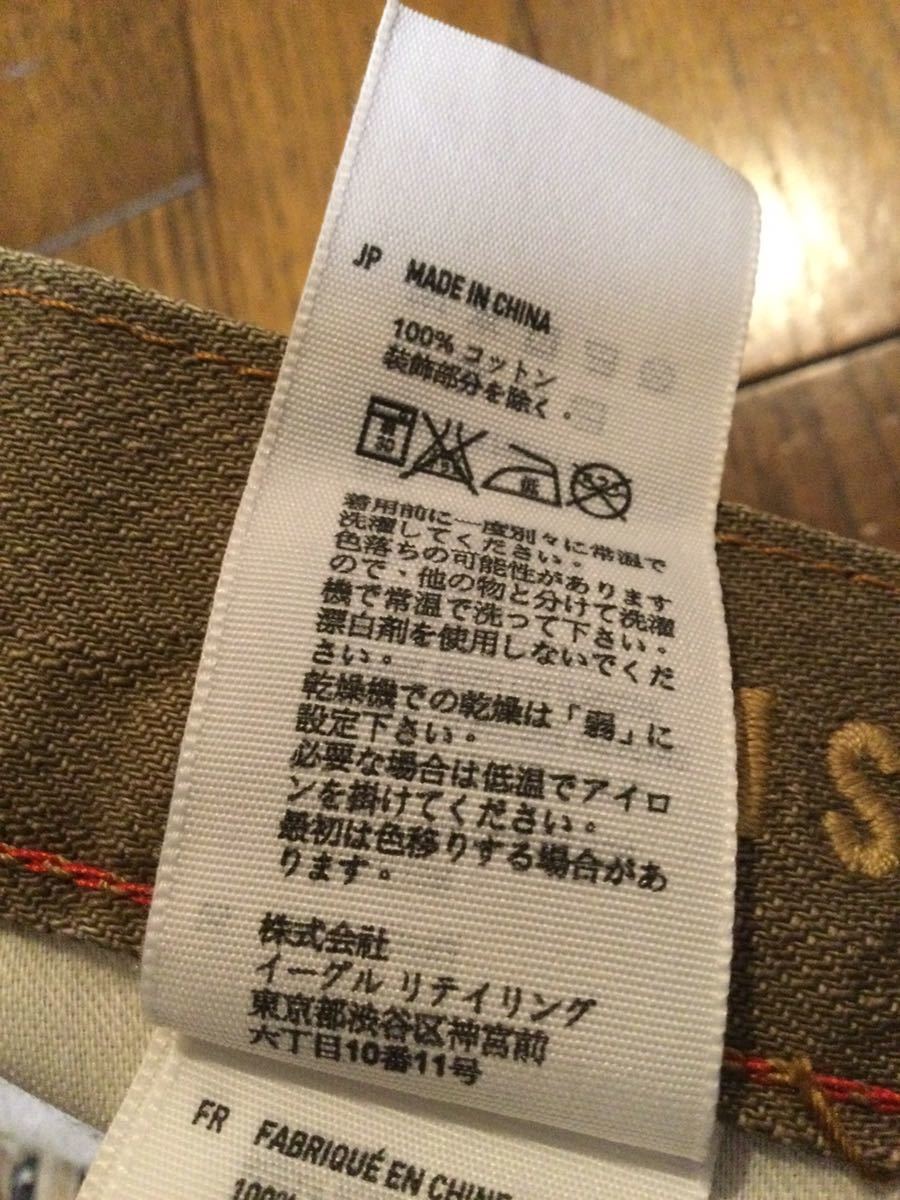 JP MADE IN CHINA
100% コットン
装飾部分を除く。
30
低
着用前に一度別々に常温で
洗濯してください。
色落ちの可能性があります
ので、他の物と分けて洗濯
機で常温で洗って下さい。
漂白剤を使用しないでくだ
さい。
乾燥機での乾燥は「弱」に
設定下さい。
必要な場合は低温でアイロ
ンを掛けてください。
最初は色移りする場合があ
ります。
株式会社
イーグル リテイリング
東京都渋谷区神宮前
六丁目10番11号
FR FABRIQUÉ EN CHINE
100%
S